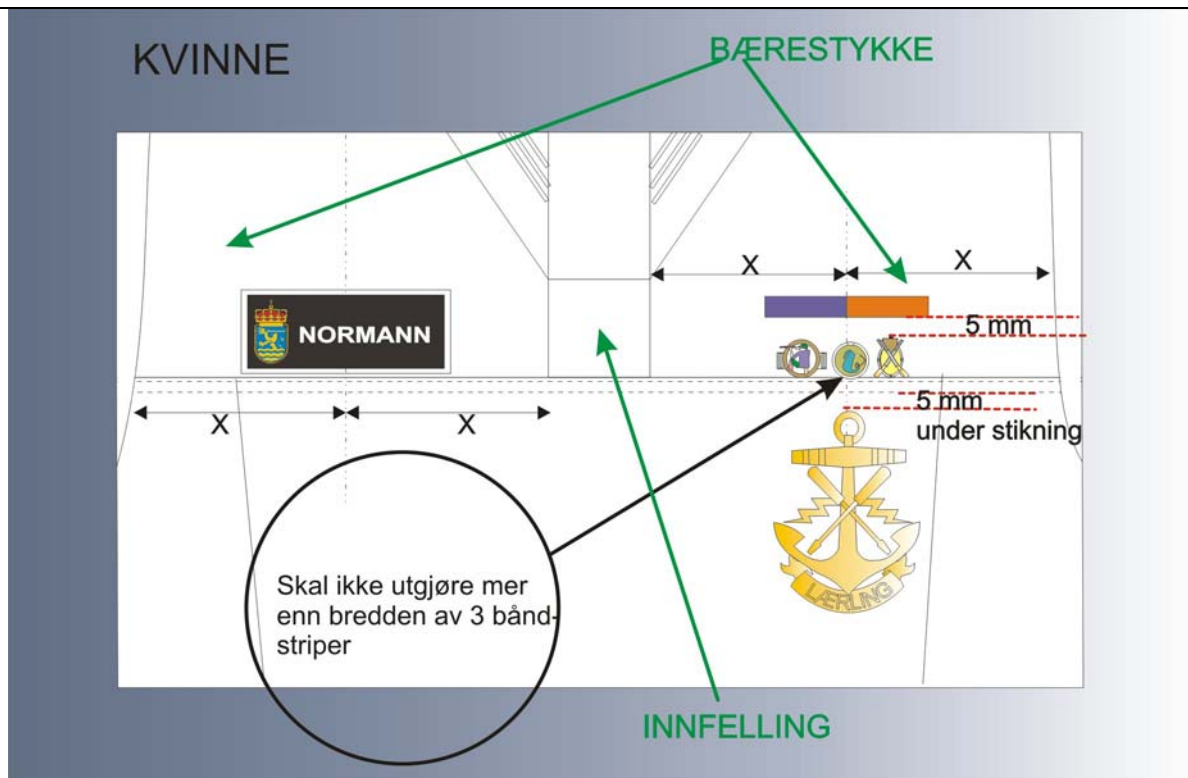 KVINNE
BÆRESTYKKE
X
X
NORMANN
5 mm
X
X
5 mm
under stikning
Skal ikke utgjøre mer
enn bredden av 3 bånd-
striper
LÆRLING
INNFELLING